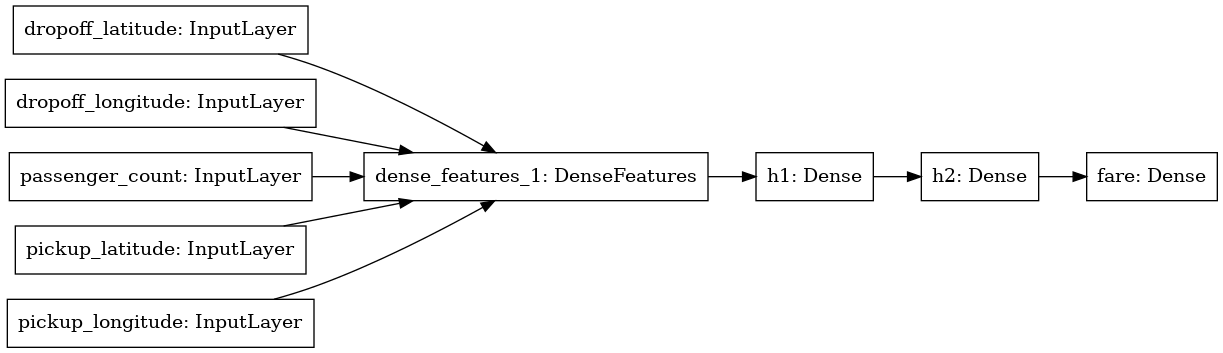 dropoff_latitude: InputLayer
dropoff_longitude: InputLayer
passenger_count: InputLayer
pickup_latitude: InputLayer
pickup_longitude: InputLayer
dense_features_1: DenseFeatures
h1: Dense
h2: Dense
fare: Dense